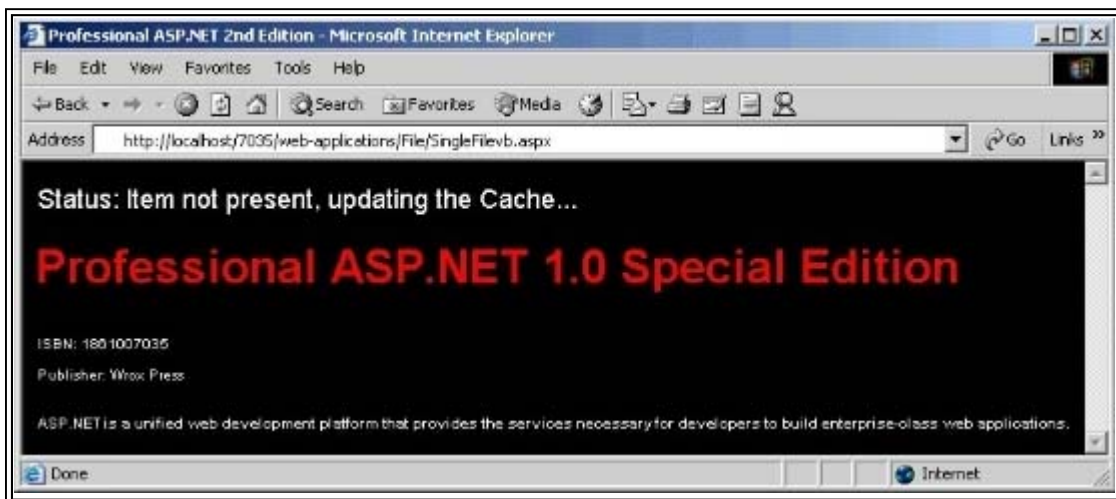 Professional ASP.NET 2nd Edition - Microsoft Internet Explorer
File Edit View Favorites Tools Help
Back Search Favorites Media
Address http://localhost/7035/web-applications/File/SingleFilevb.aspx Go Links »
Status: Item not present, updating the Cache...
Professional ASP.NET 1.0 Special Edition
ISBN: 1861007035
Publisher: Wrox Press
ASP.NET is a unified web development platform that provides the services necessary for developers to build enterprise-class web applications.
Done Internet